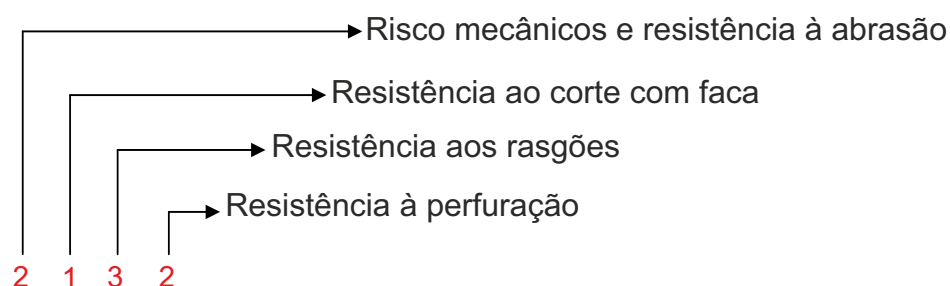 Risco mecânicos e resistência à abrasão
Resistência ao corte com faca
Resistência aos rasgões
Resistência à perfuração
2 1 3 2